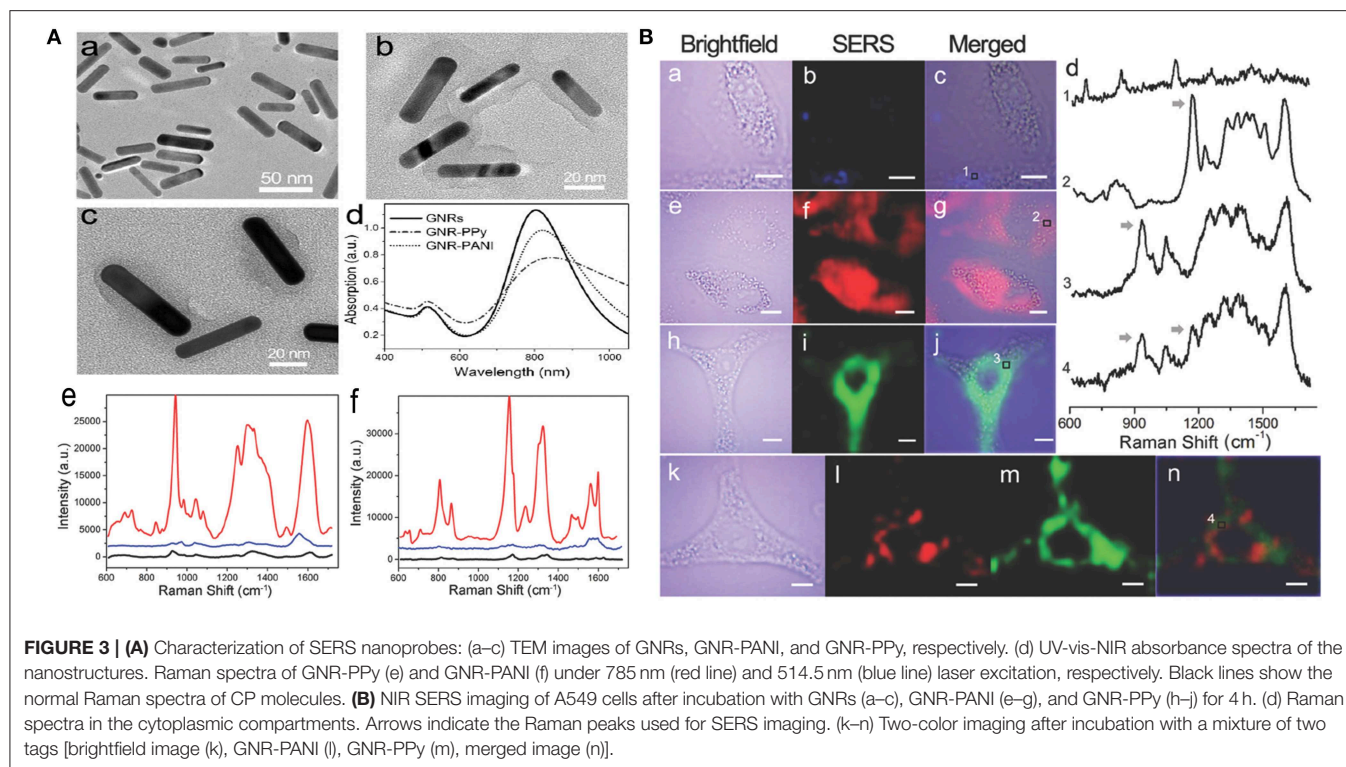 A
a
50 nm
b
20 nm
c
20 nm
d
GNRs
GNR-PPy
GNR-PANI
Absorption (a.u.)
1.0
0.8
0.6
0.4
0.2
400 600 800 1000
Wavelength (nm)
e
Intensity (a.u.)
25000
20000
15000
10000
5000
0
600 800 1000 1200 1400 1600
Raman Shift (cm⁻¹)
f
Intensity (a.u.)
30000
20000
10000
0
600 800 1000 1200 1400 1600
Raman Shift (cm⁻¹)
B
Brightfield SERS Merged
a b c
1
d
1
2
3
4
600 900 1200 1500
Raman Shift (cm⁻¹)
e f g
2
h i j
3
k l m n
4
FIGURE 3 | (A) Characterization of SERS nanoprobes: (a–c) TEM images of GNRs, GNR-PANI, and GNR-PPy, respectively. (d) UV-vis-NIR absorbance spectra of the
nanostructures. Raman spectra of GNR-PPy (e) and GNR-PANI (f) under 785 nm (red line) and 514.5 nm (blue line) laser excitation, respectively. Black lines show the
normal Raman spectra of CP molecules. (B) NIR SERS imaging of A549 cells after incubation with GNRs (a–c), GNR-PANI (e–g), and GNR-PPy (h–j) for 4 h. (d) Raman
spectra in the cytoplasmic compartments. Arrows indicate the Raman peaks used for SERS imaging. (k–n) Two-color imaging after incubation with a mixture of two
tags [brightfield image (k), GNR-PANI (l), GNR-PPy (m), merged image (n)].